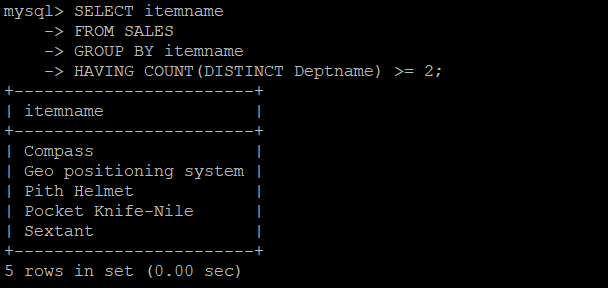 mysql> SELECT itemname
    -> FROM SALES
    -> GROUP BY itemname
    -> HAVING COUNT(DISTINCT Deptname) >= 2;
+------------------------+
| itemname               |
+------------------------+
| Compass                |
| Geo positioning system |
| Pith Helmet            |
| Pocket Knife-Nile      |
| Sextant                |
+------------------------+
5 rows in set (0.00 sec)